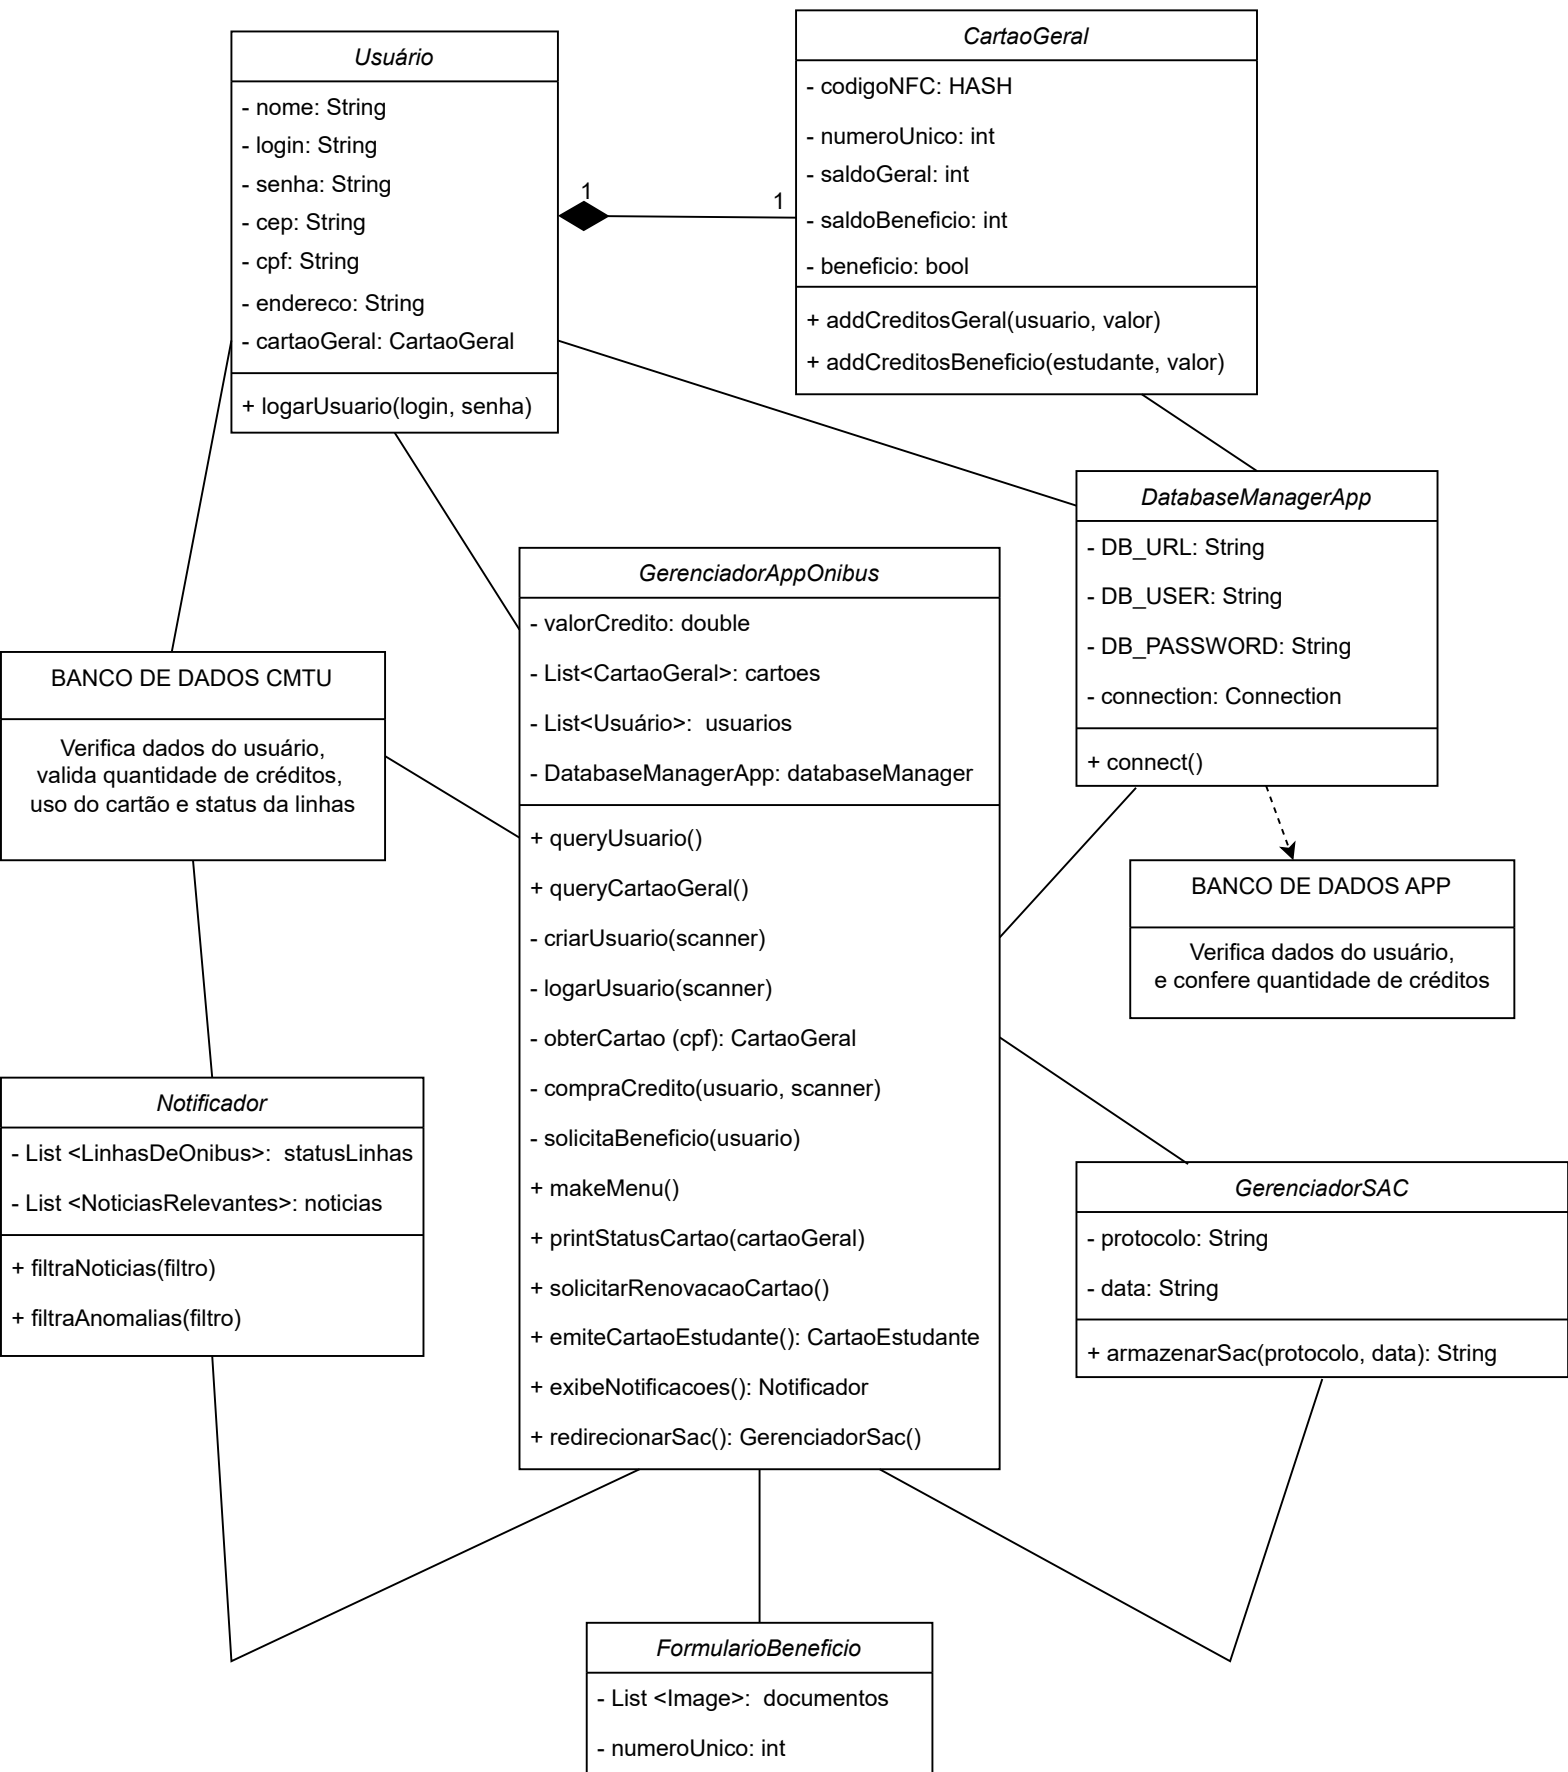 Usuário
- nome: String
- login: String
- senha: String
- cep: String
- cpf: String
- endereco: String
- cartaoGeral: CartaoGeral
+ logarUsuario(login, senha)
1
1
CartaoGeral
- codigoNFC: HASH
- numeroUnico: int
- saldoGeral: int
- saldoBeneficio: int
- beneficio: bool
+ addCreditosGeral(usuario, valor)
+ addCreditosBeneficio(estudante, valor)
DatabaseManagerApp
- DB_URL: String
- DB_USER: String
- DB_PASSWORD: String
- connection: Connection
+ connect()
GerenciadorAppOnibus
- valorCredito: double
- List<CartaoGeral>: cartoes
- List<Usuário>:  usuarios
- DatabaseManagerApp: databaseManager
+ queryUsuario()
+ queryCartaoGeral()
- criarUsuario(scanner)
- logarUsuario(scanner)
- obterCartao (cpf): CartaoGeral
- compraCredito(usuario, scanner)
- solicitaBeneficio(usuario)
+ makeMenu()
+ printStatusCartao(cartaoGeral)
+ solicitarRenovacaoCartao()
+ emiteCartaoEstudante(): CartaoEstudante
+ exibeNotificacoes(): Notificador
+ redirecionarSac(): GerenciadorSac()
BANCO DE DADOS CMTU
Verifica dados do usuário,
valida quantidade de créditos,
uso do cartão e status da linhas
BANCO DE DADOS APP
Verifica dados do usuário,
e confere quantidade de créditos
Notificador
- List <LinhasDeOnibus>:  statusLinhas
- List <NoticiasRelevantes>: noticias
+ filtraNoticias(filtro)
+ filtraAnomalias(filtro)
GerenciadorSAC
- protocolo: String
- data: String
+ armazenarSac(protocolo, data): String
FormularioBeneficio
- List <Image>:  documentos
- numeroUnico: int